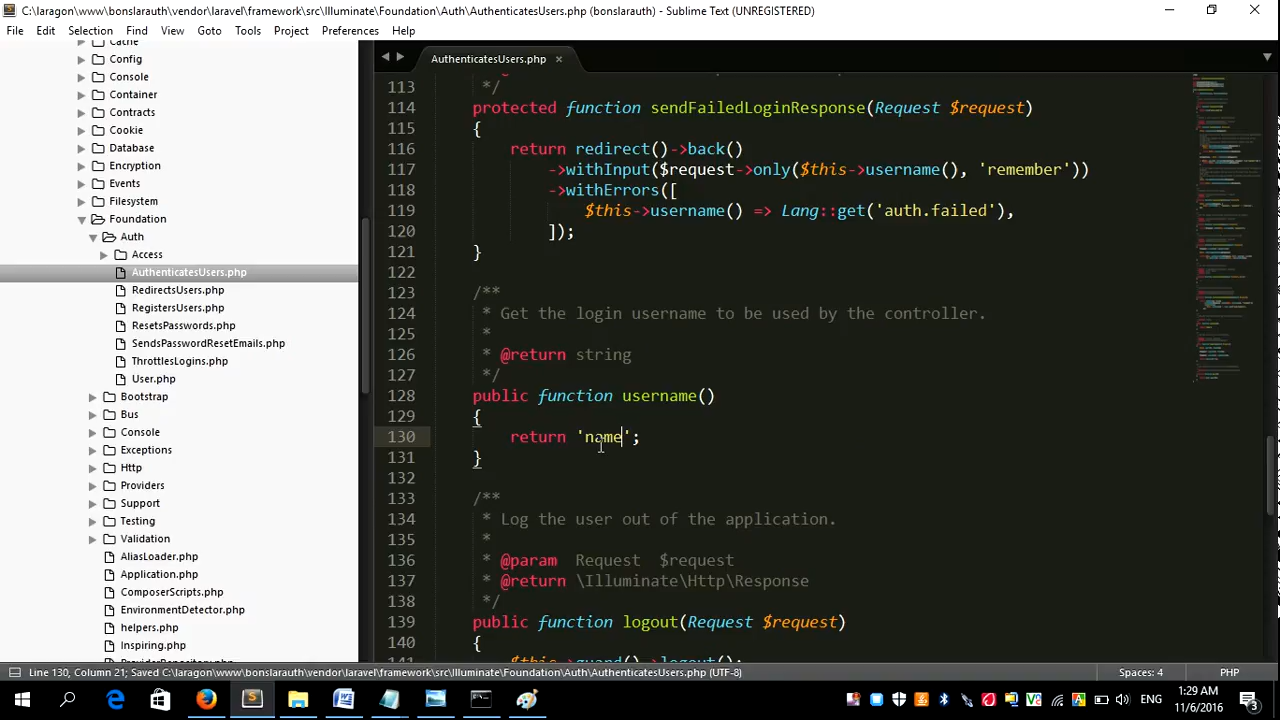 C:\laragon\www\bonslarauth\vendor\laravel\framework\src\Illuminate\Foundation\Auth\AuthenticatesUsers.php (bonslarauth) - Sublime Text (UNREGISTERED)
File Edit Selection Find View Goto Tools Project Preferences Help
Cache
Config
Console
Container
Contracts
Cookie
Database
Encryption
Events
Filesystem
Foundation
Auth
Access
AuthenticatesUsers.php
RedirectsUsers.php
RegistersUsers.php
ResetsPasswords.php
SendsPasswordResetEmails.php
ThrottlesLogins.php
User.php
Bootstrap
Bus
Console
Exceptions
Http
Providers
Support
Testing
Validation
AliasLoader.php
Application.php
ComposerScripts.php
EnvironmentDetector.php
helpers.php
Inspiring.php
ProviderRepository.php
AuthenticatesUsers.php
113 */
114 protected function sendFailedLoginResponse(Request $request)
115 {
116 return redirect()->back()
117 ->withInput($request->only($this->username(), 'remember'))
118 ->withErrors([
119 $this->username() => Lang::get('auth.failed'),
120 ]);
121 }
122
123 /**
124 * Get the login username to be used by the controller.
125 *
126 * @return string
127 */
128 public function username()
129 {
130 return 'name';
131 }
132
133 /**
134 * Log the user out of the application.
135 *
136 * @param Request $request
137 * @return \Illuminate\Http\Response
138 */
139 public function logout(Request $request)
140 {
141 $this->guard()->logout();
Line 130, Column 21; Saved C:\laragon\www\bonslarauth\vendor\laravel\framework\src\Illuminate\Foundation\Auth\AuthenticatesUsers.php (UTF-8)
Spaces: 4
PHP
ENG
1:29 AM
11/6/2016
3